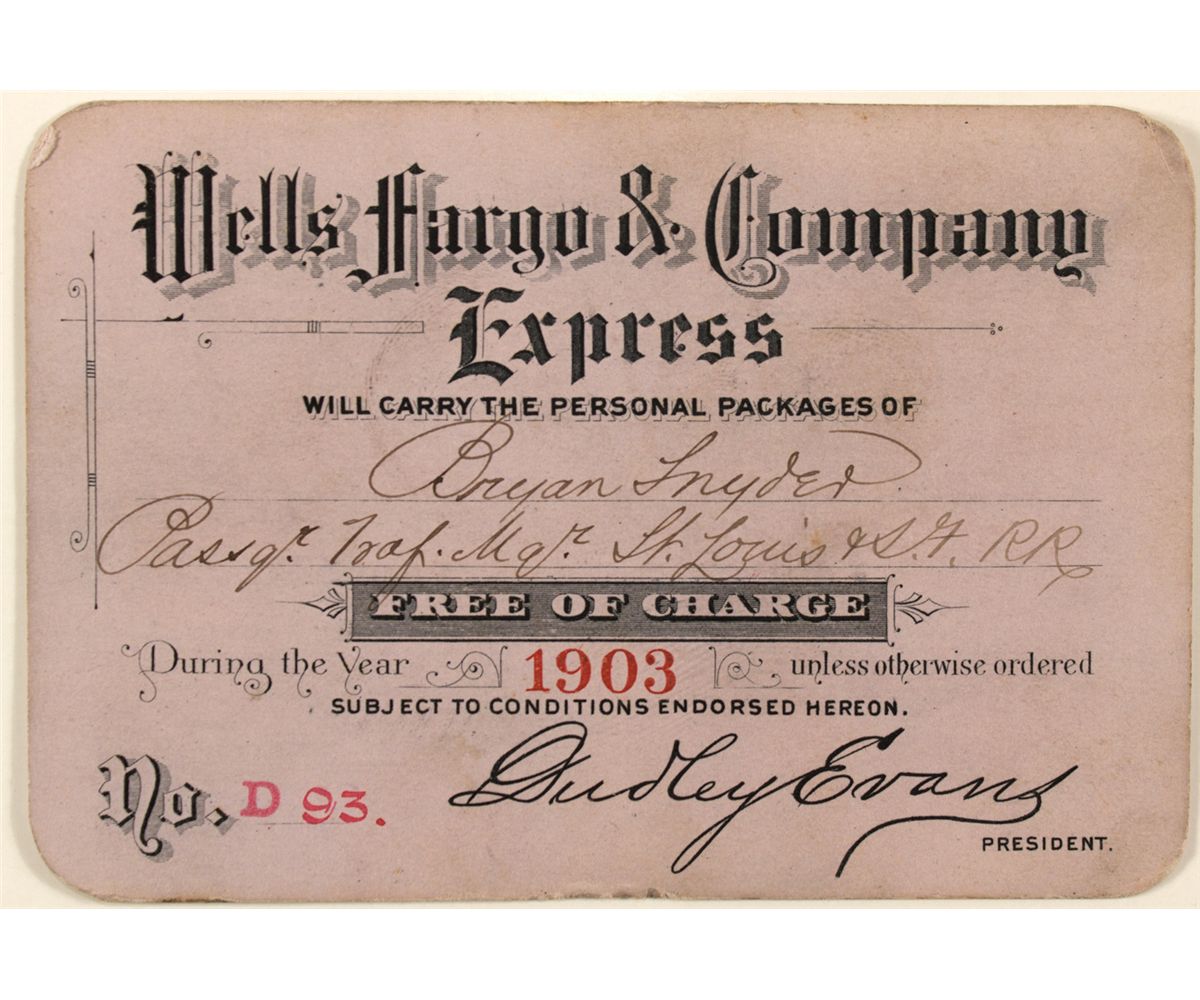 Wells Fargo & Company
Express
WILL CARRY THE PERSONAL PACKAGES OF
Bryan Snyder
Passgr. Traf. Mgr. St. Louis & S.F. RR
FREE OF CHARGE
During the Year 1903 unless otherwise ordered
SUBJECT TO CONDITIONS ENDORSED HEREON.
No. D 93.
Dudley Evans
PRESIDENT.